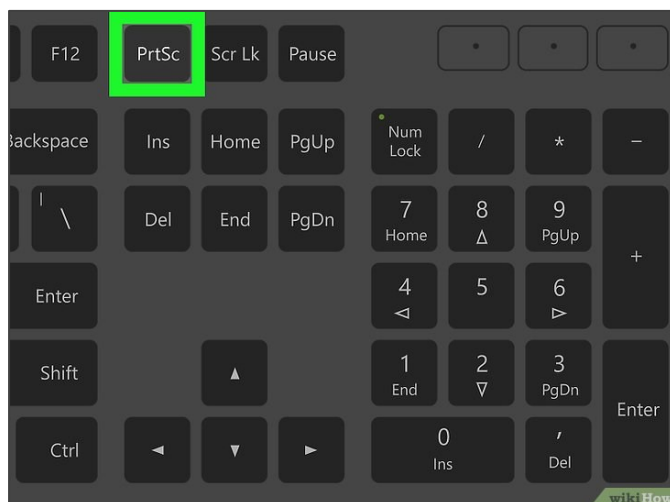 F12 PrtSc Scr Lk Pause
Backspace Ins Home PgUp Num Lock / * −
| \ Del End PgDn 7 Home 8 9 PgUp +
Enter 4 5 6
Shift 1 End 2 3 PgDn Enter
Ctrl 0 Ins , Del
wikiHow